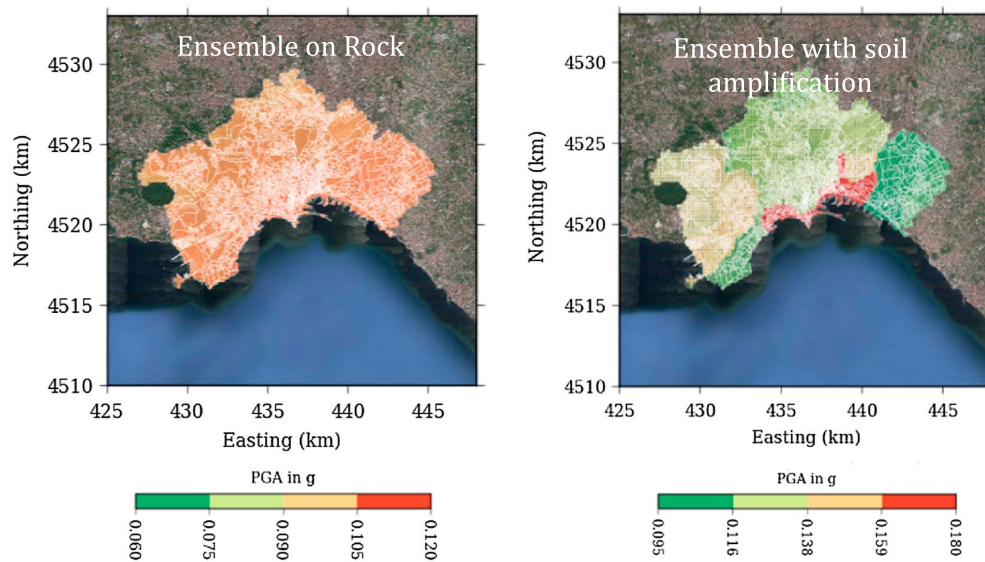 Ensemble on Rock
Northing (km)
4530
4525
4520
4515
4510
425 430 435 440 445
Easting (km)
PGA in g
0.060 0.075 0.090 0.105 0.120
Ensemble with soil
amplification
Northing (km)
4530
4525
4520
4515
4510
425 430 435 440 445
Easting (km)
PGA in g
0.095 0.116 0.138 0.159 0.180